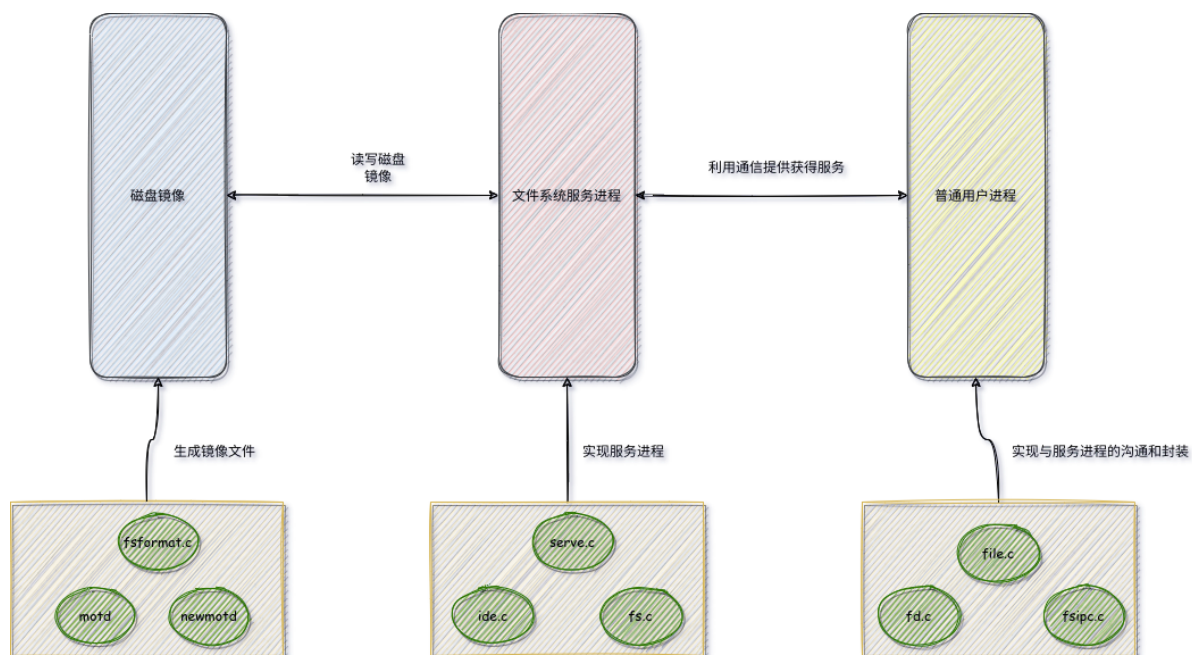 读写磁盘
镜像
利用通信提供获得服务
磁盘镜像
文件系统服务进程
普通用户进程
生成镜像文件
实现服务进程
实现与服务进程的沟通和封装
fsformat.c
serve.c
file.c
motd
newmotd
ide.c
fs.c
fd.c
fsipc.c